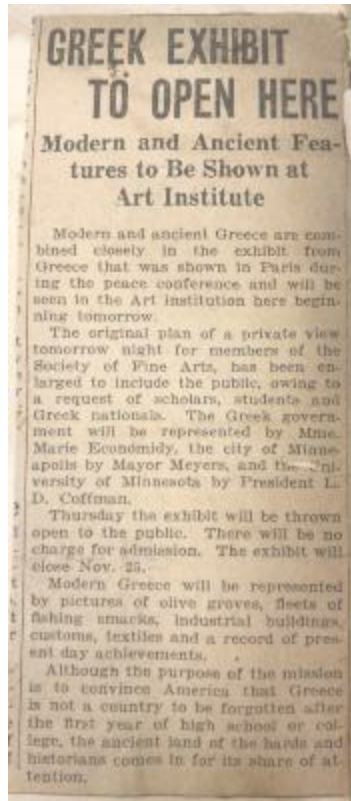 GREEK EXHIBIT
TO OPEN HERE
Modern and Ancient Fea-
tures to Be Shown at
Art Institute
Modern and ancient Greece are com-
bined closely in the exhibit from
Greece that was shown in Paris dur-
ing the peace conference and will be
seen in the Art institution here begin-
ning tomorrow.
The original plan of a private view
tomorrow night for members of the
Society of Fine Arts, has been en-
larged to include the public, owing to
a request of scholars, students and
Greek nationals. The Greek govern-
ment will be represented by Mme.
Marie Economidy, the city of Minne-
apolis by Mayor Meyers, and the Uni-
versity of Minnesota by President L.
D. Coffman.
Thursday the exhibit will be thrown
open to the public. There will be no
charge for admission. The exhibit will
close Nov. 25.
Modern Greece will be represented
by pictures of olive groves, fleets of
fishing smacks, industrial buildings,
customs, textiles and a record of pres-
ent day achievements.
Although the purpose of the mission
is to convince America that Greece
is not a country to be forgotten after
the first year of high school or col-
lege, the ancient land of the bards and
historians comes in for its share of at-
tention.